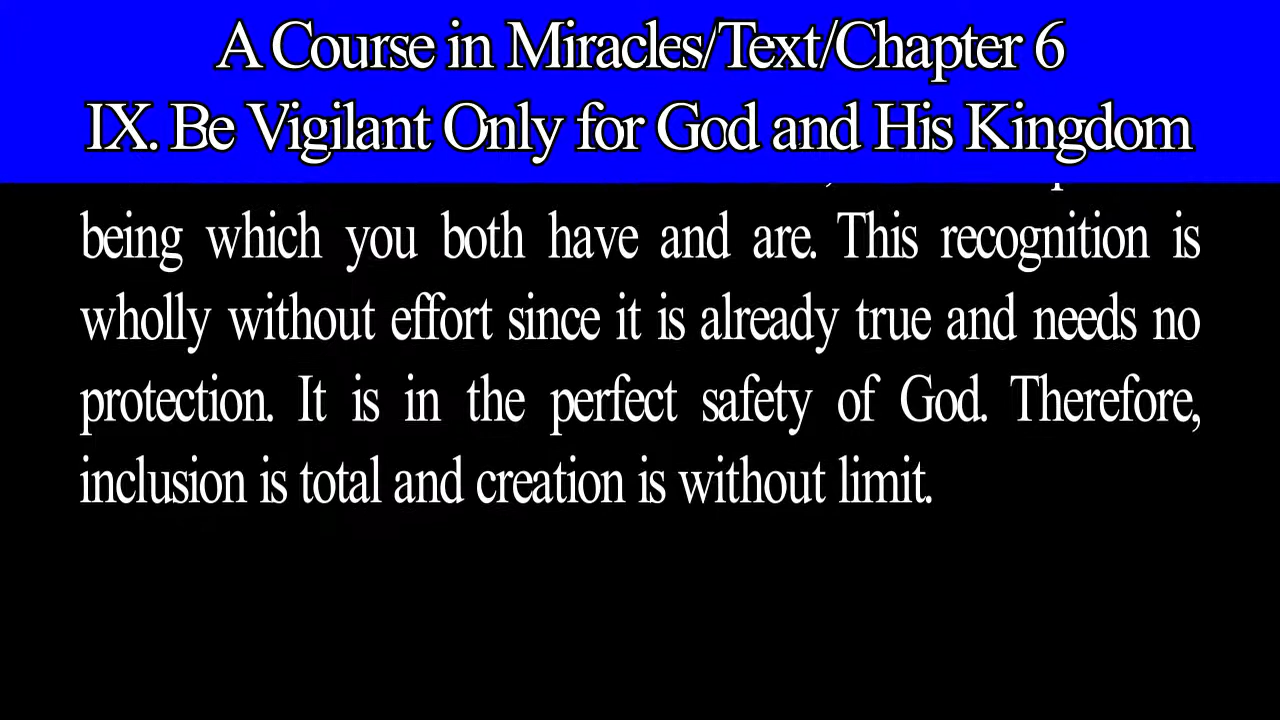 A Course in Miracles/Text/Chapter 6
IX. Be Vigilant Only for God and His Kingdom
being which you both have and are. This recognition is
wholly without effort since it is already true and needs no
protection. It is in the perfect safety of God. Therefore,
inclusion is total and creation is without limit.